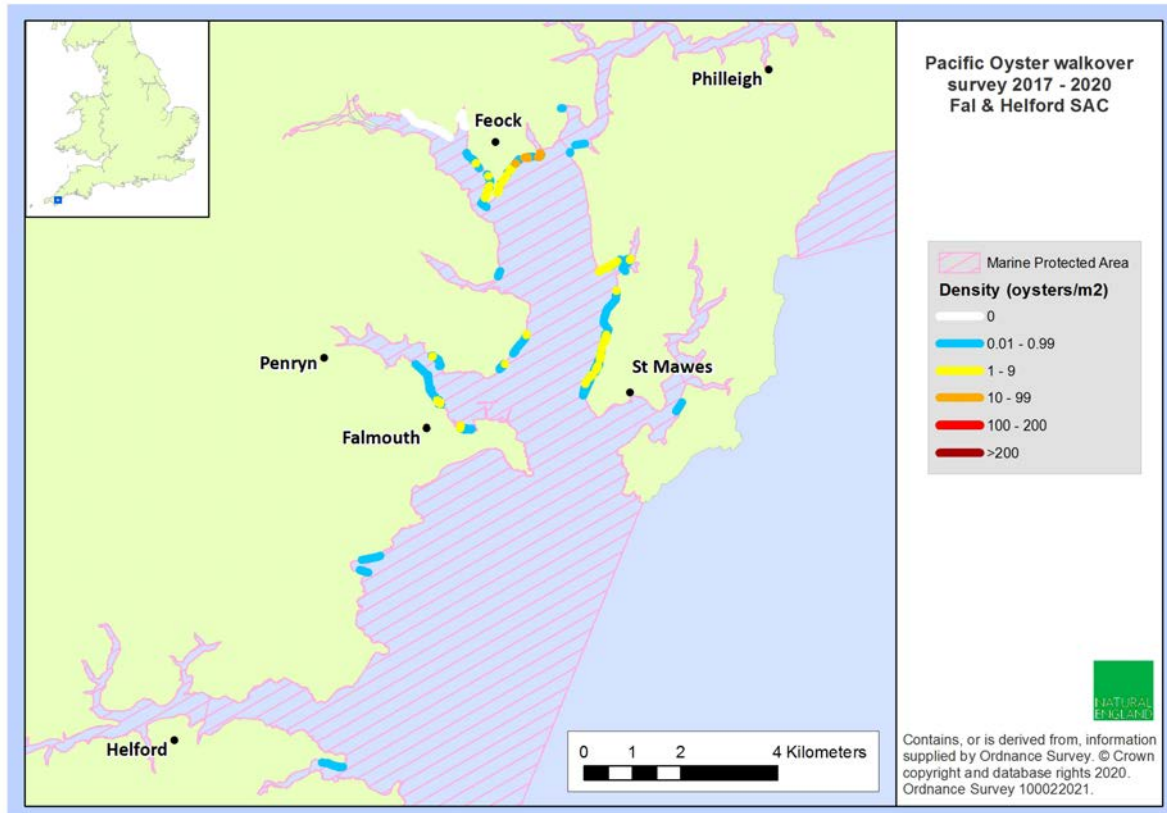 Pacific Oyster walkover
survey 2017 - 2020
Fal & Helford SAC
Philleigh
Feock
Penryn
St Mawes
Falmouth
Helford
Marine Protected Area
Density (oysters/m2)
0
0.01 - 0.99
1 - 9
10 - 99
100 - 200
>200
0 1 2 4 Kilometers
NATURAL
ENGLAND
Contains, or is derived from, information
supplied by Ordnance Survey. © Crown
copyright and database rights 2020.
Ordnance Survey 100022021.